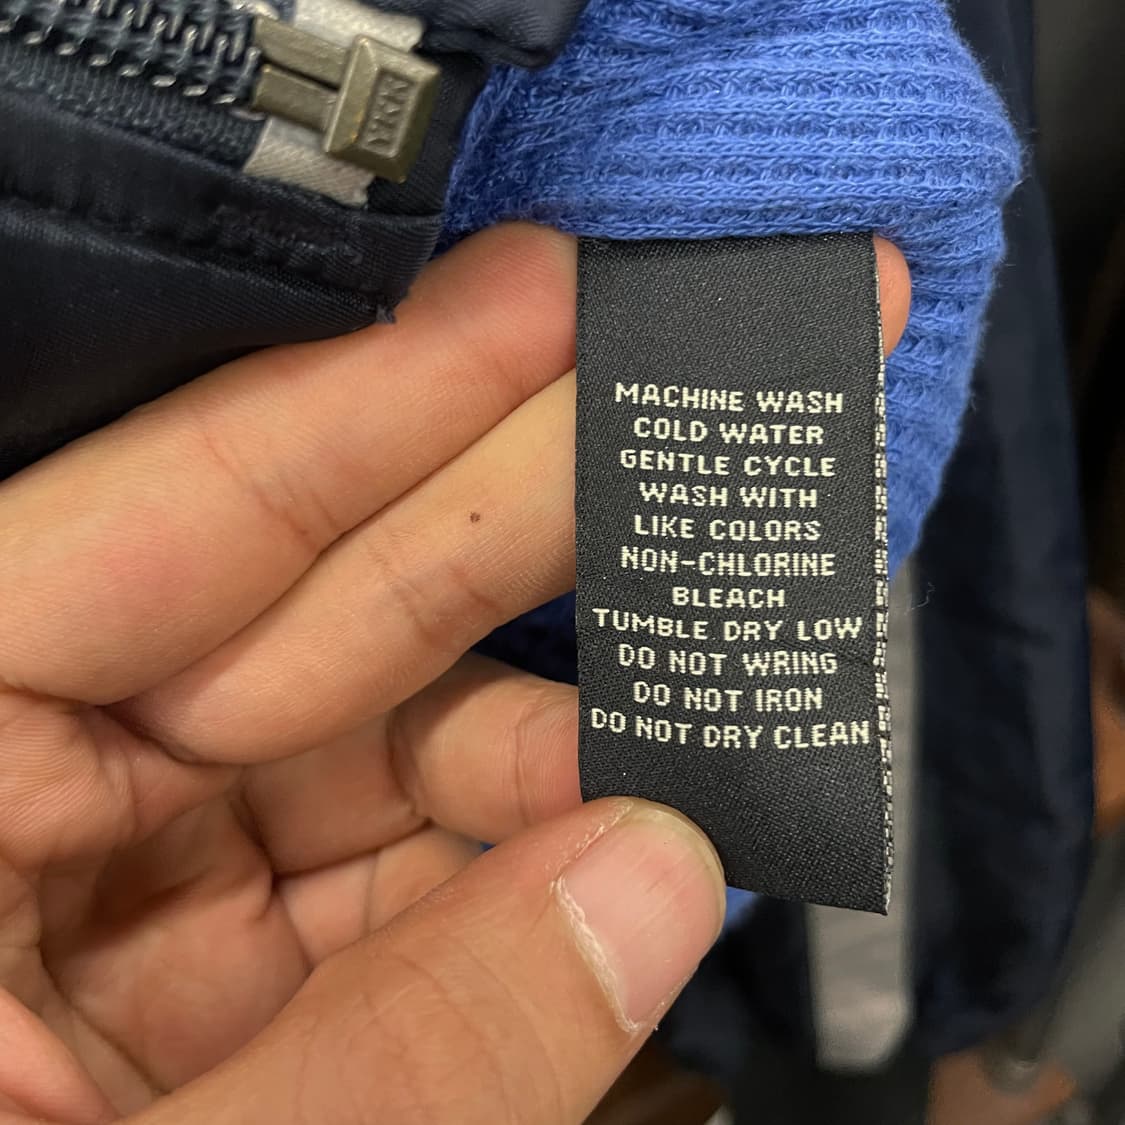 YKK
MACHINE WASH
COLD WATER
GENTLE CYCLE
WASH WITH
LIKE COLORS
NON-CHLORINE
BLEACH
TUMBLE DRY LOW
DO NOT WRING
DO NOT IRON
DO NOT DRY CLEAN